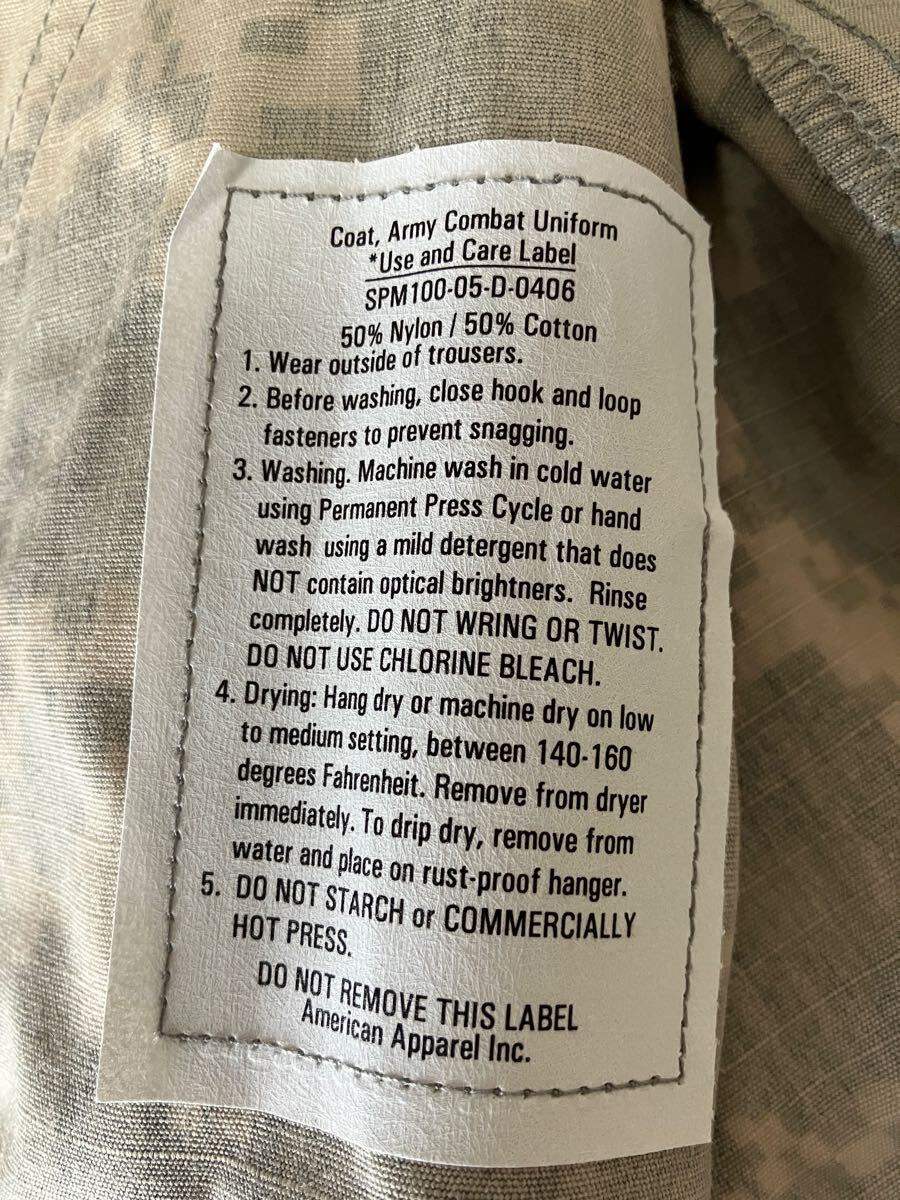 Coat, Army Combat Uniform
*Use and Care Label
SPM100-05-D-0406
50% Nylon / 50% Cotton
1. Wear outside of trousers.
2. Before washing, close hook and loop
fasteners to prevent snagging.
3. Washing. Machine wash in cold water
using Permanent Press Cycle or hand
wash using a mild detergent that does
NOT contain optical brightners. Rinse
completely. DO NOT WRING OR TWIST.
DO NOT USE CHLORINE BLEACH.
4. Drying: Hang dry or machine dry on low
to medium setting, between 140-160
degrees Fahrenheit. Remove from dryer
immediately. To drip dry, remove from
water and place on rust-proof hanger.
5. DO NOT STARCH or COMMERCIALLY
HOT PRESS.
DO NOT REMOVE THIS LABEL
American Apparel Inc.